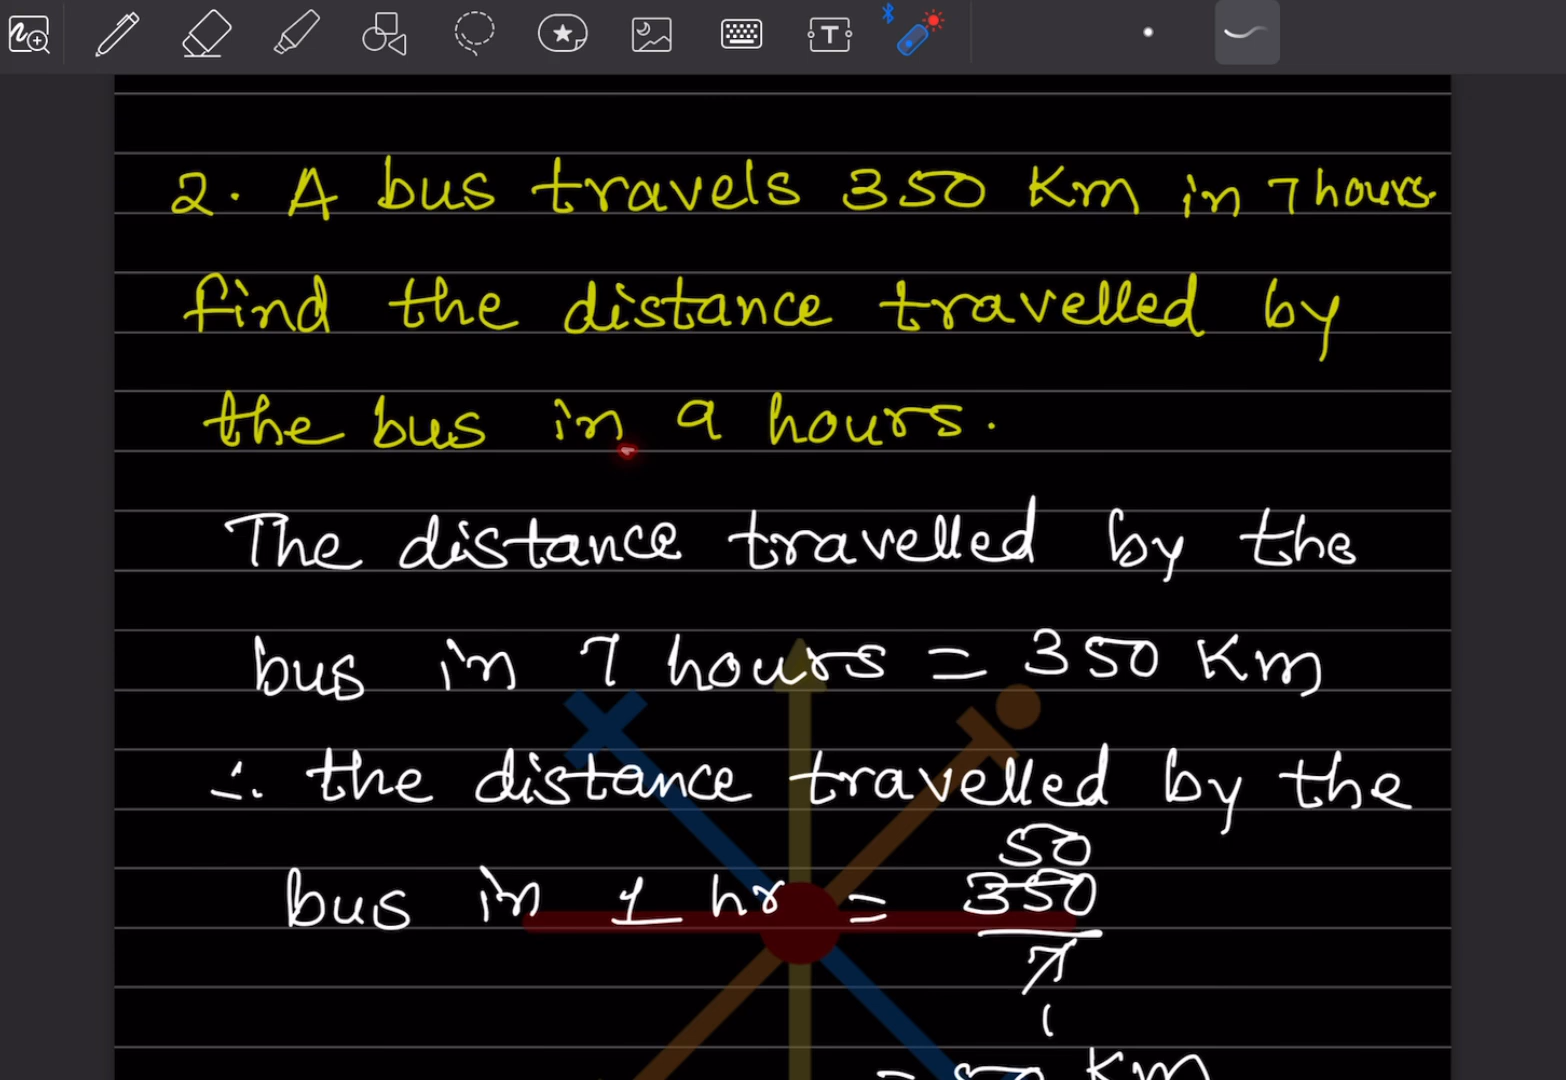 2. A bus travels 350 Km in 7 hours.
find the distance travelled by
the bus in 9 hours.
The distance travelled by the
bus in 7 hours = 350 Km
∴ the distance travelled by the
50
bus in 1 hr = 350
7
1
= 50 Km